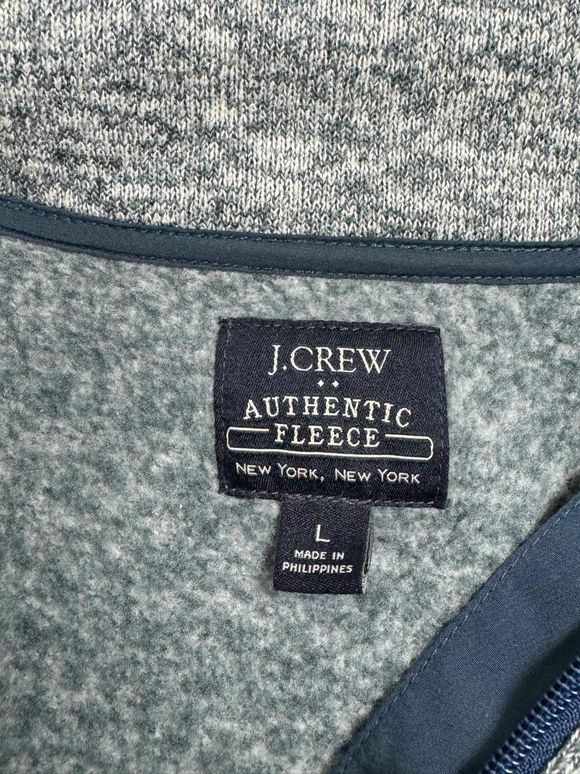 J.CREW
AUTHENTIC
FLEECE
NEW YORK, NEW YORK
L
MADE IN
PHILIPPINES